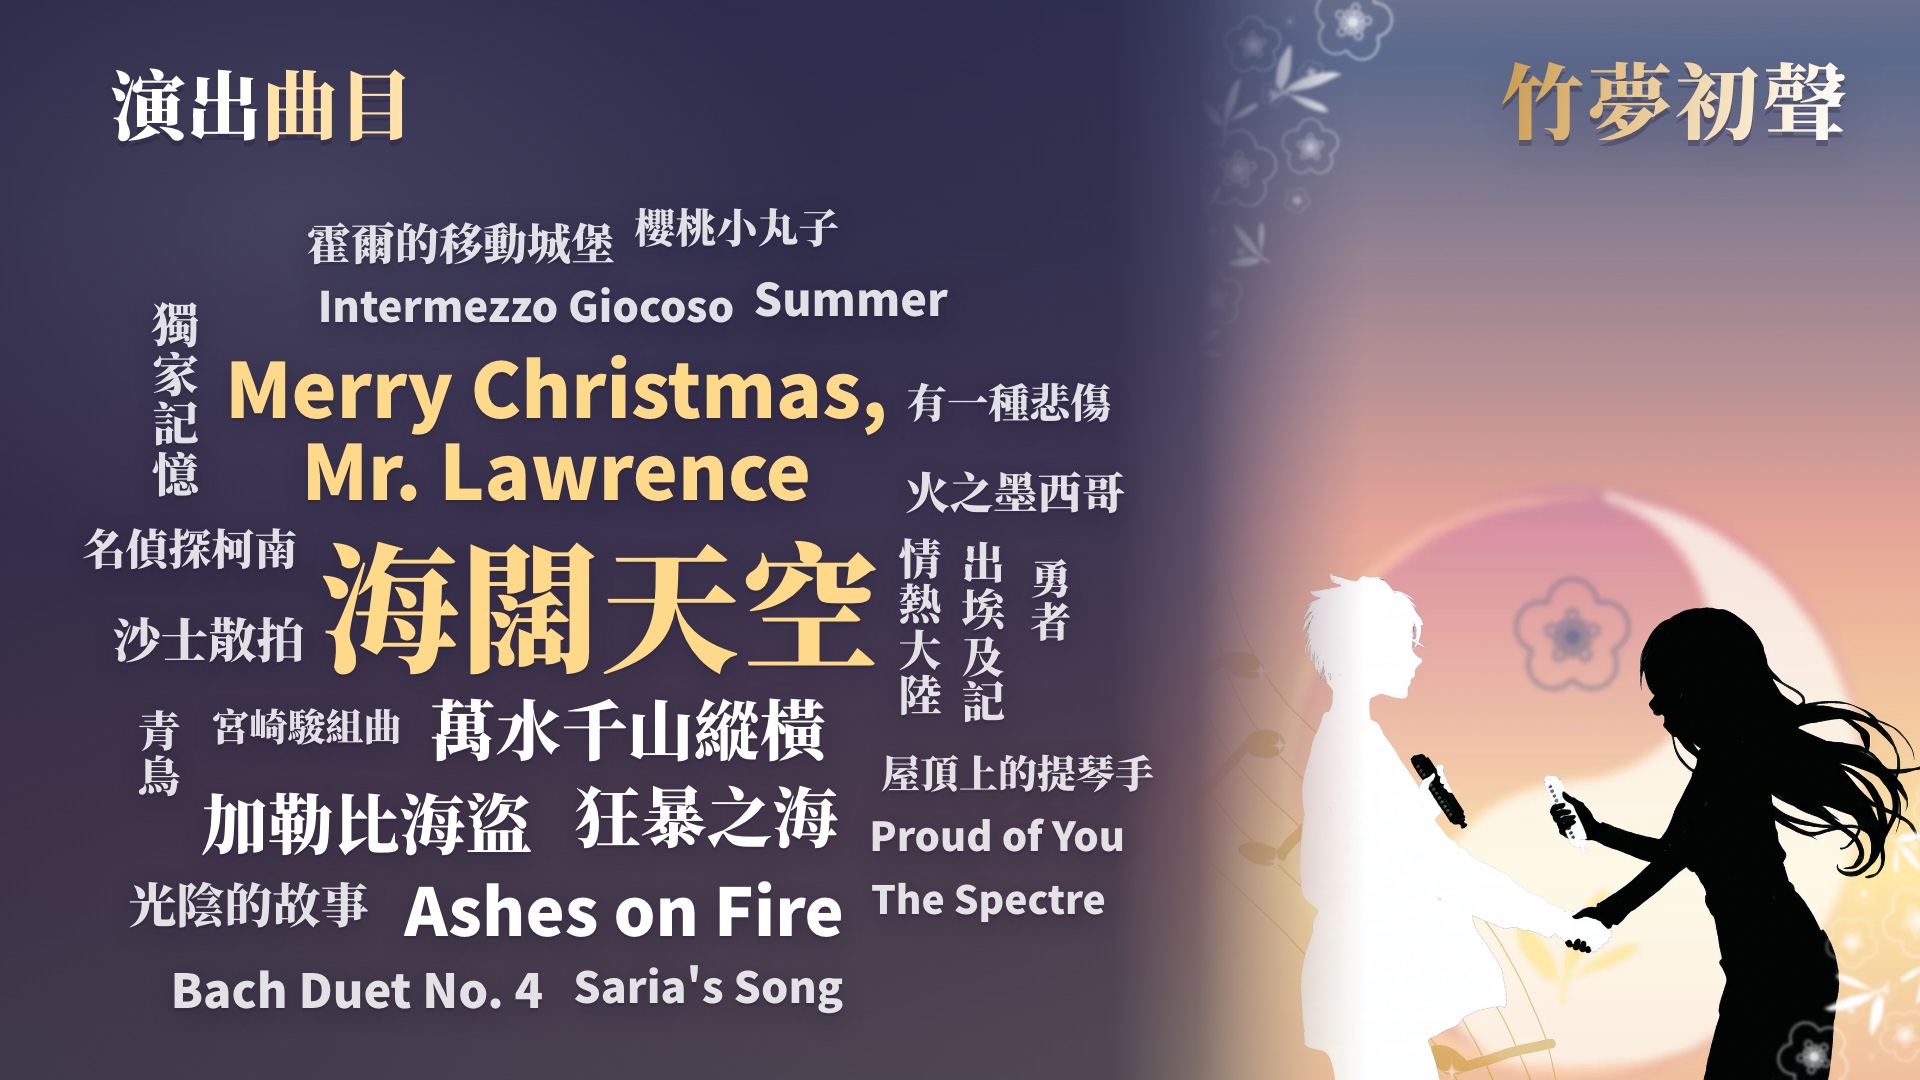 演出曲目
竹夢初聲
霍爾的移動城堡
櫻桃小丸子
Intermezzo Giocoso
Summer
獨家記憶
Merry Christmas,
Mr. Lawrence
有一種悲傷
火之墨西哥
名偵探柯南
海闊天空
情熱大陸
出埃及記
勇者
沙士散拍
青鳥
宮崎駿組曲
萬水千山縱橫
屋頂上的提琴手
加勒比海盜
狂暴之海
Proud of You
光陰的故事
Ashes on Fire
The Spectre
Bach Duet No. 4
Saria's Song